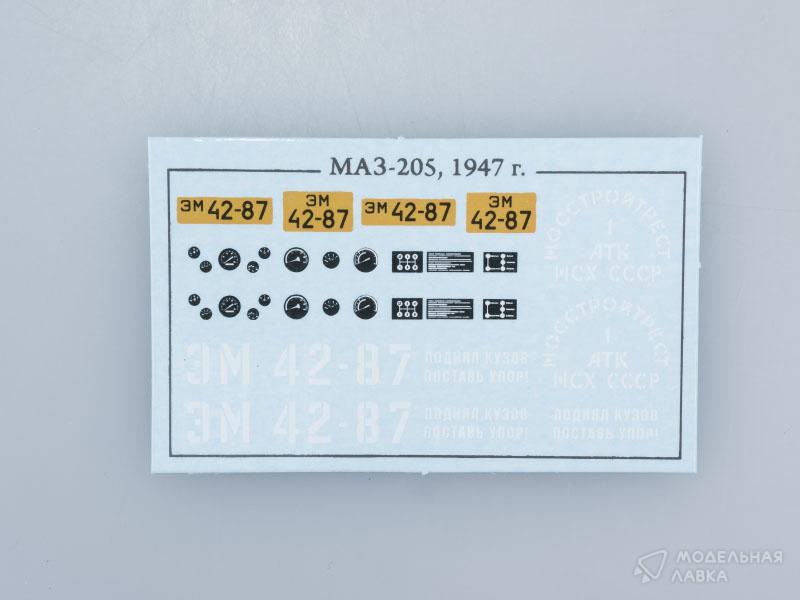 МАЗ-205, 1947 г.
ЭМ 42-87
ЭМ
42-87
ЭМ 42-87
ЭМ
42-87
МОССТРОЙТРЕСТ
1
АТК
МСХ СССР
МОССТРОЙТРЕСТ
1
АТК
МСХ СССР
ЭМ 42-87
ПОДНЯЛ КУЗОВ
ПОСТАВЬ УПОР!
ЭМ 42-87
ПОДНЯЛ КУЗОВ
ПОСТАВЬ УПОР!
ПОДНЯЛ КУЗОВ
ПОСТАВЬ УПОР!
МОДЕЛЬНАЯ
ЛАВКА